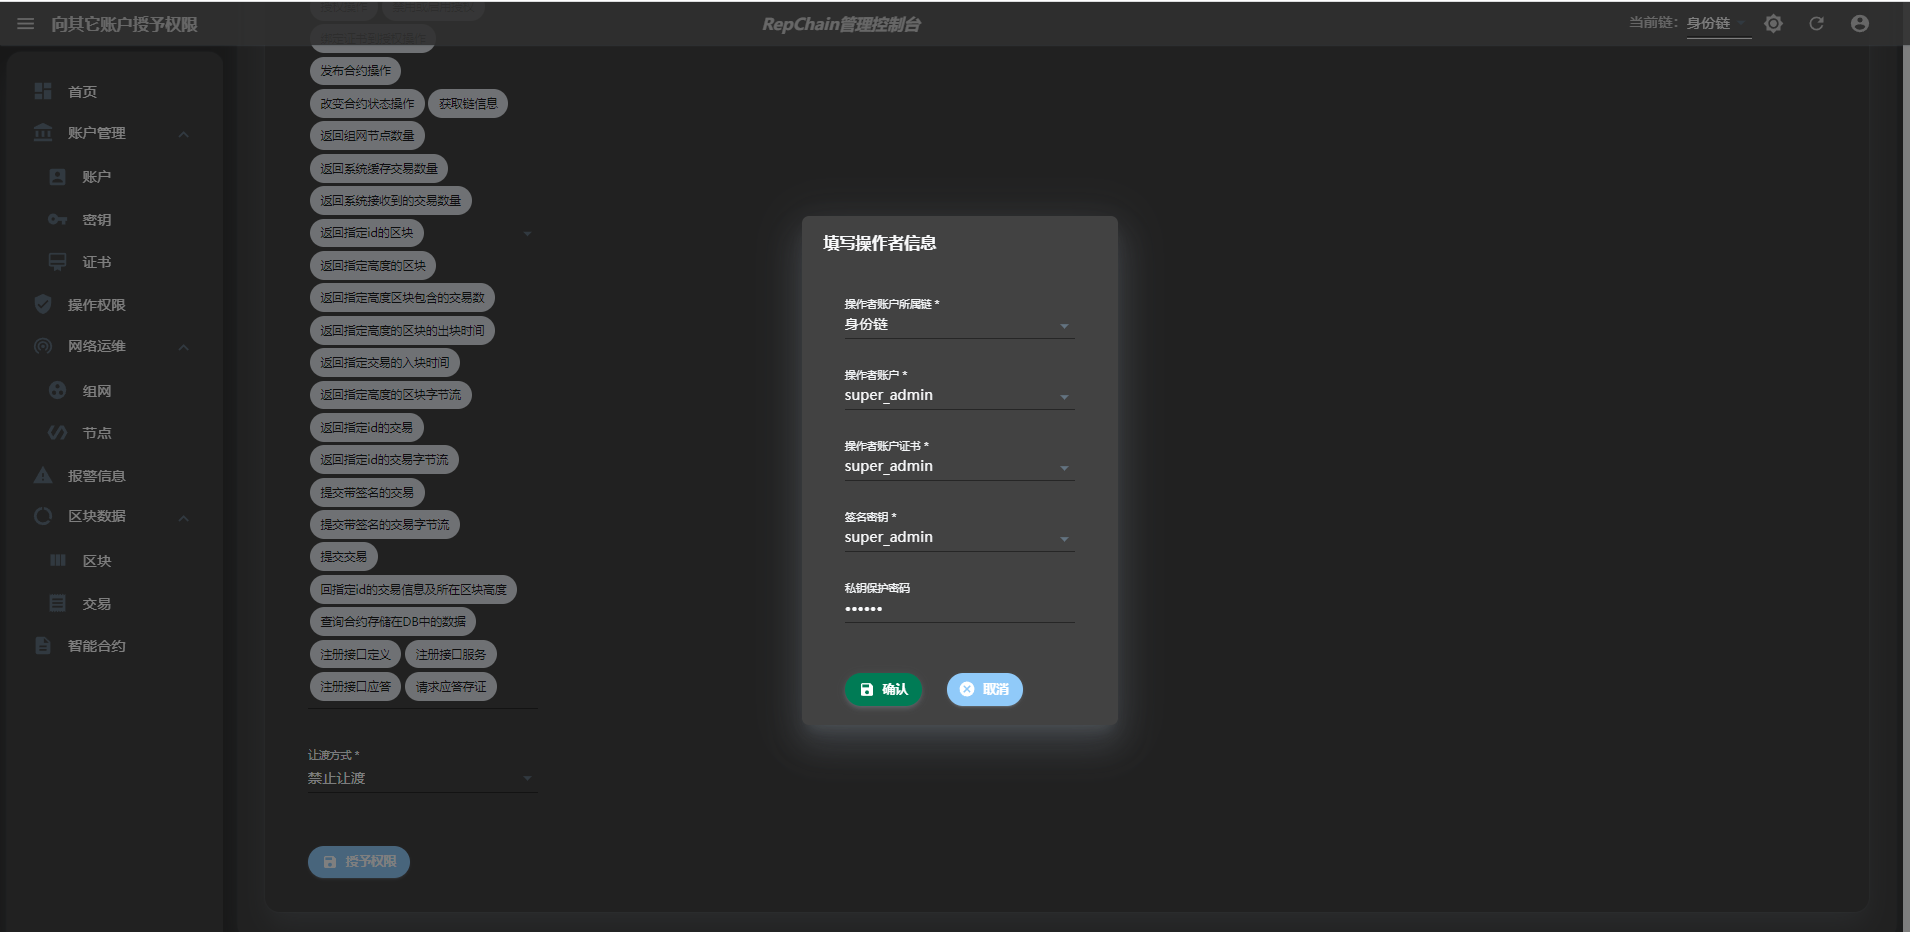 向其它账户授予权限
RepChain管理控制台
当前链: 身份链
首页
账户管理
账户
密钥
证书
操作权限
网络运维
组网
节点
报警信息
区块数据
区块
交易
智能合约
发布合约操作
改变合约状态操作 获取链信息
返回组网节点数量
返回系统缓存交易数量
返回系统接收到的交易数量
返回指定id的区块
返回指定高度的区块
返回指定高度区块包含的交易数
返回指定高度的区块的出块时间
返回指定交易的入块时间
返回指定高度的区块字节流
返回指定id的交易
返回指定id的交易字节流
提交带签名的交易
提交带签名的交易字节流
提交交易
回指定id的交易信息及所在区块高度
查询合约存储在DB中的数据
注册接口定义 注册接口服务
注册接口应答 请求应答存证
让渡方式 *
禁止让渡
授予权限
填写操作者信息
操作者账户所属链 *
身份链
操作者账户 *
super_admin
操作者账户证书 *
super_admin
签名密钥 *
super_admin
私钥保护密码
••••••
确认 取消